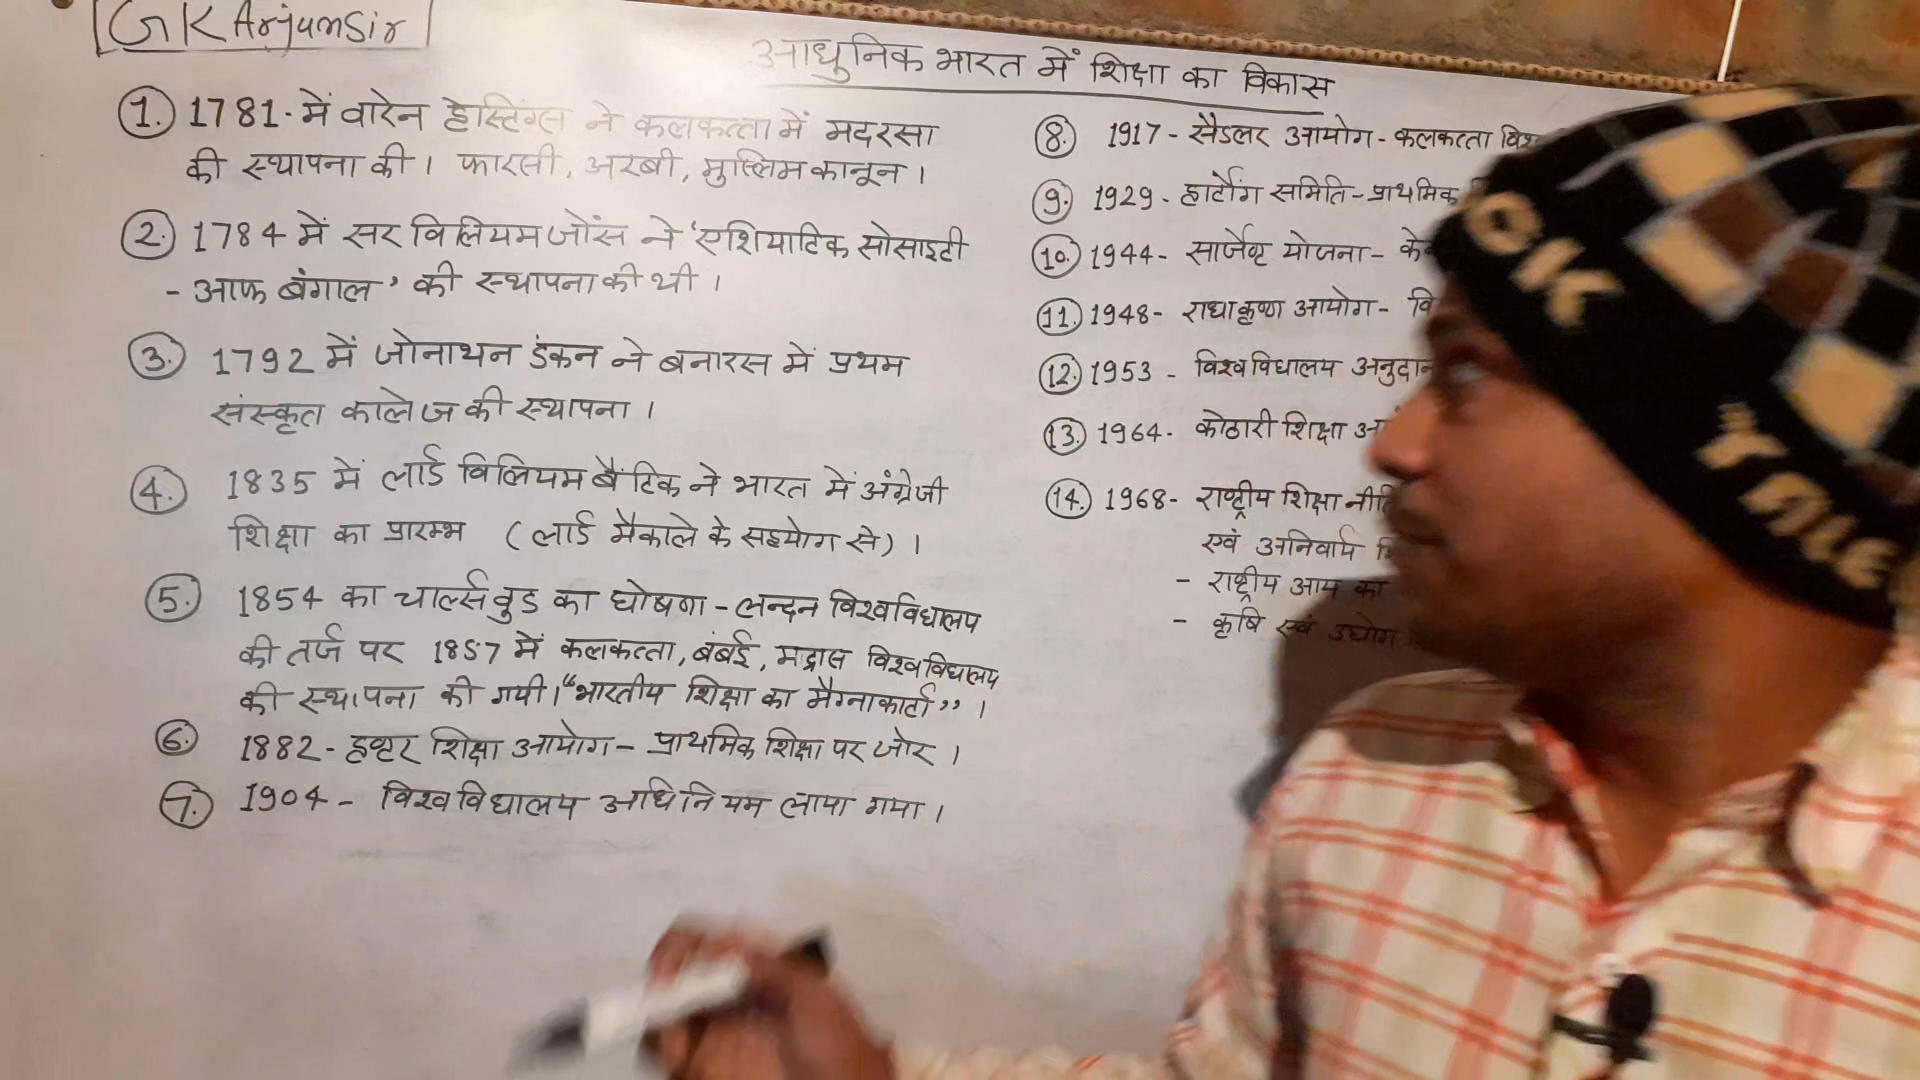 GK Arjun Sir
आधुनिक भारत में शिक्षा का विकास
1. 1781 में वारेन हेस्टिंग्स ने कलकत्ता में मदरसा
की स्थापना की। फारसी, अरबी, मुस्लिम कानून।
2. 1784 में सर विलियम जोंस ने 'एशियाटिक सोसाइटी
- आफ बंगाल' की स्थापना की थी।
3. 1792 में जोनाथन डंकन ने बनारस में प्रथम
संस्कृत कालेज की स्थापना।
4. 1835 में लार्ड विलियम बैंटिक ने भारत में अंग्रेजी
शिक्षा का प्रारम्भ (लार्ड मैकाले के सहयोग से)।
5. 1854 का चार्ल्स वुड का घोषणा - लन्दन विश्वविद्यालय
की तर्ज पर 1857 में कलकत्ता, बंबई, मद्रास विश्वविद्यालय
की स्थापना की गयी। "भारतीय शिक्षा का मैग्नाकार्टा"।
6. 1882 - हण्टर शिक्षा आयोग - प्राथमिक शिक्षा पर जोर।
7. 1904 - विश्वविद्यालय अधिनियम लाया गया।
8. 1917 - सैडलर आयोग - कलकत्ता
9. 1929 - हार्टोग समिति - प्राथमिक
10. 1944 - सार्जेण्ट योजना -
11. 1948 - राधाकृष्ण आयोग -
12. 1953 - विश्वविद्यालय अनुदान
13. 1964 - कोठारी शिक्षा
14. 1968 - राष्ट्रीय शिक्षा नीति
एवं अनिवार्य
- राष्ट्रीय आय का
- कृषि एवं उद्योग
OK
YALE